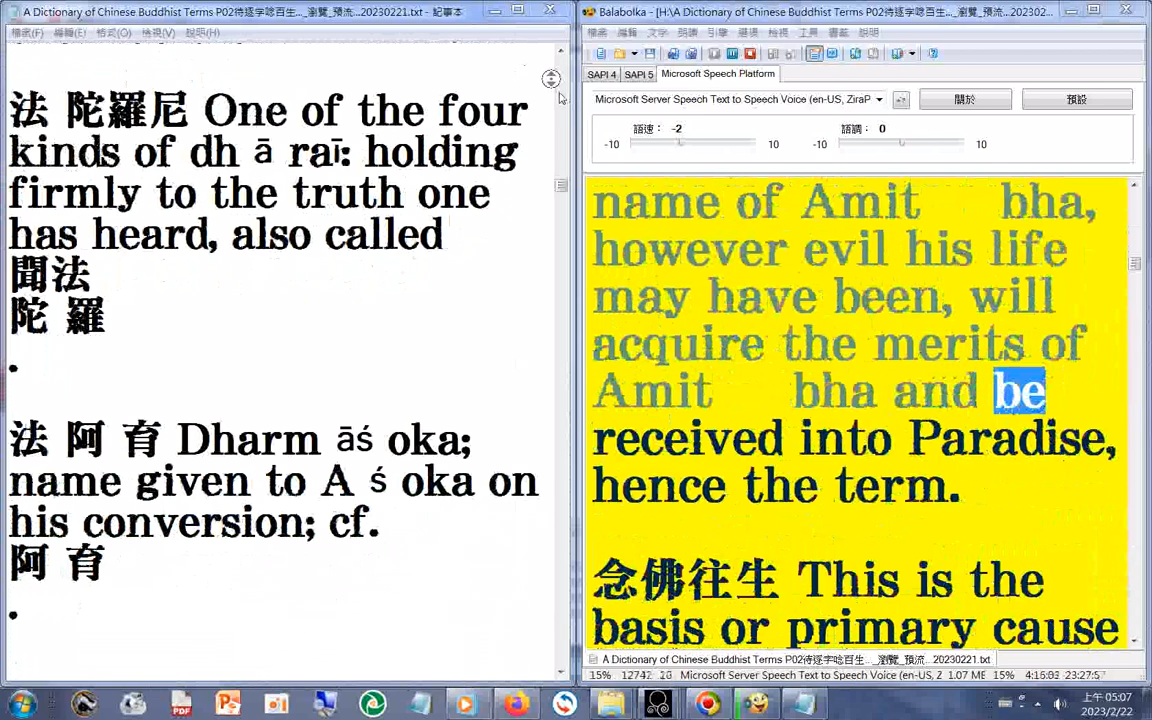 A Dictionary of Chinese Buddhist Terms P02待逐字唸百生..._瀏覽_預流...20230221.txt - 記事本
檔案(F) 編輯(E) 格式(O) 檢視(V) 說明(H)
法 陀羅尼 One of the four
kinds of dh ā raī: holding
firmly to the truth one
has heard, also called
聞法
陀 羅
.
法 阿 育 Dharm āś oka;
name given to A ś oka on
his conversion; cf.
阿 育
.
Balabolka - [H:\A Dictionary of Chinese Buddhist Terms P02待逐字唸百生..._瀏覽_預流...202302...
檔案 編輯 文字 朗讀 引擎 選項 檢視 工具 書籤 說明
SAPI 4 SAPI 5 Microsoft Speech Platform
Microsoft Server Speech Text to Speech Voice (en-US, ZiraP
關於
預設
語速： -2
語調： 0
-10 10 -10 10
name of Amit bha,
however evil his life
may have been, will
acquire the merits of
Amit bha and be
received into Paradise,
hence the term.
念佛往生 This is the
basis or primary cause
A Dictionary of Chinese Buddhist Terms P02待逐字唸百生..._瀏覽_預流...20230221.txt
15% Microsoft Server Speech Text to Speech Voice (en-US, Z 1.07 MB 15% 23:27:57
上午 05:07
2023/2/22